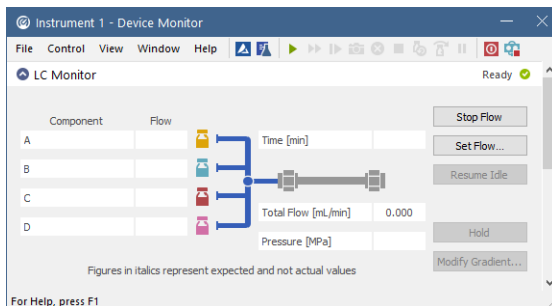 Instrument 1 - Device Monitor
File Control View Window Help
LC Monitor Ready
Component Flow Stop Flow
A Time [min] Set Flow...
B Resume Idle
C
D Total Flow [mL/min] 0.000 Hold
Pressure [MPa] Modify Gradient...
Figures in italics represent expected and not actual values
For Help, press F1